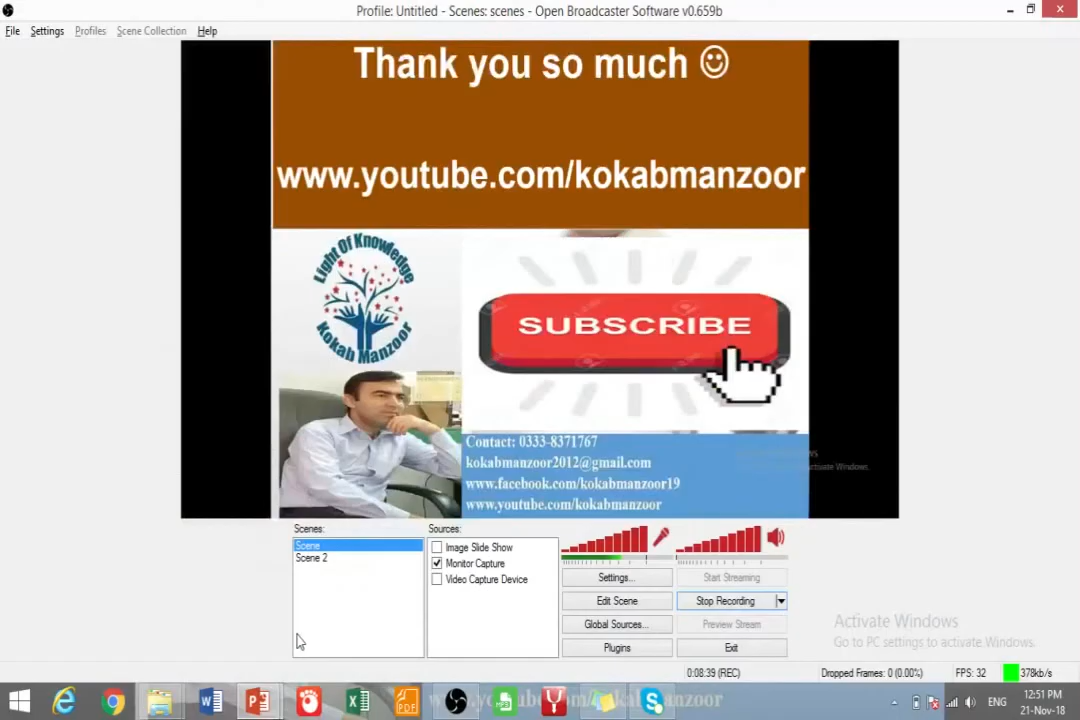 Profile: Untitled - Scenes: scenes - Open Broadcaster Software v0.659b
File Settings Profiles Scene Collection Help
Thank you so much ☺
www.youtube.com/kokabmanzoor
Light Of Knowledge
Kokab Manzoor
SUBSCRIBE
Contact: 0333-8371767
kokabmanzoor2012@gmail.com
www.facebook.com/kokabmanzoor19
www.youtube.com/kokabmanzoor
Scenes:
Scene
Scene 2
Sources:
Image Slide Show
Monitor Capture
Video Capture Device
Settings... Start Streaming
Edit Scene Stop Recording
Global Sources... Preview Stream
Plugins Exit
Activate Windows
Go to PC settings to activate Windows.
0:08:39 (REC) Dropped Frames: 0 (0.00%) FPS: 32 378kb/s
www.youtube.com/kokabmanzoor
ENG
12:51 PM
21-Nov-18